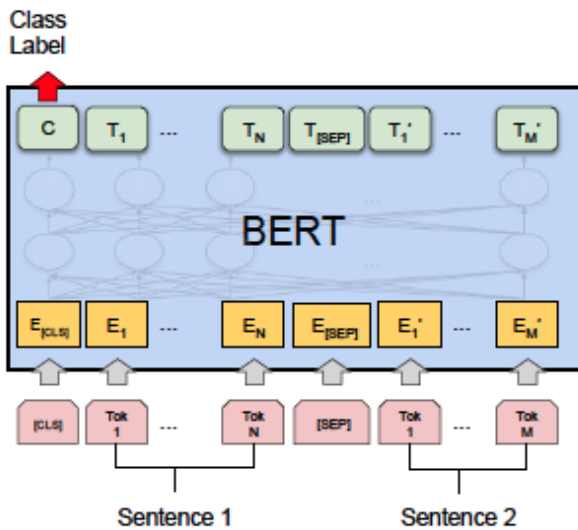 Class
Label
C T1 ... TN T[SEP] T1' ... TM'
...
BERT
...
E[CLS] E1 ... EN E[SEP] E1' ... EM'
[CLS] Tok 1 ... Tok N [SEP] Tok 1 ... Tok M
Sentence 1 Sentence 2